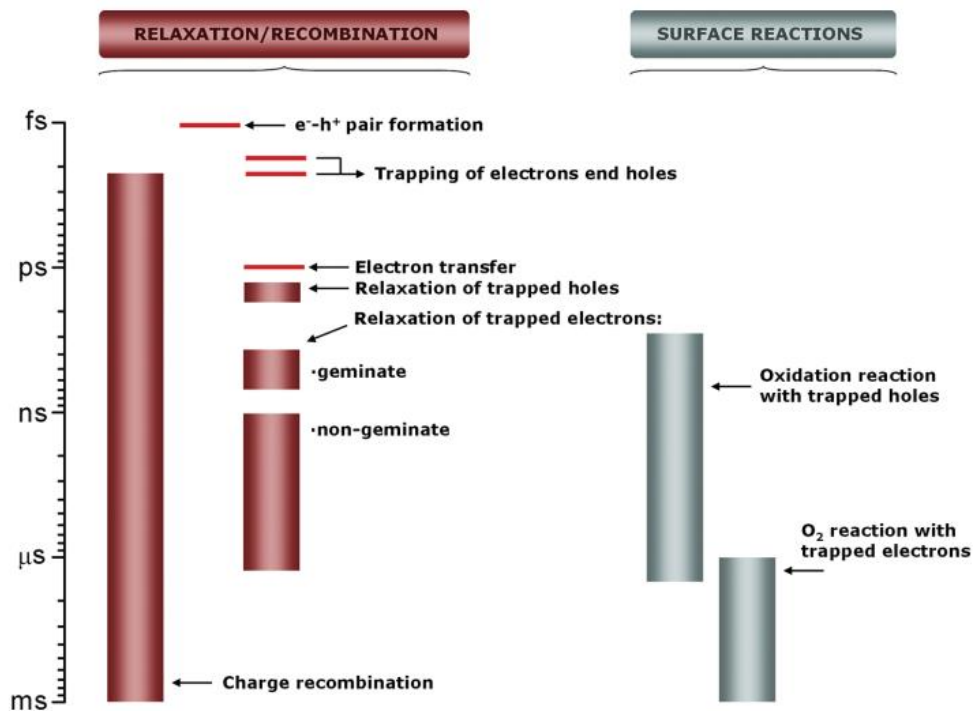 RELAXATION/RECOMBINATION
SURFACE REACTIONS
fs
e⁻-h⁺ pair formation
Trapping of electrons end holes
ps
Electron transfer
Relaxation of trapped holes
Relaxation of trapped electrons:
·geminate
Oxidation reaction
with trapped holes
ns
·non-geminate
O₂ reaction with
trapped electrons
μs
Charge recombination
ms